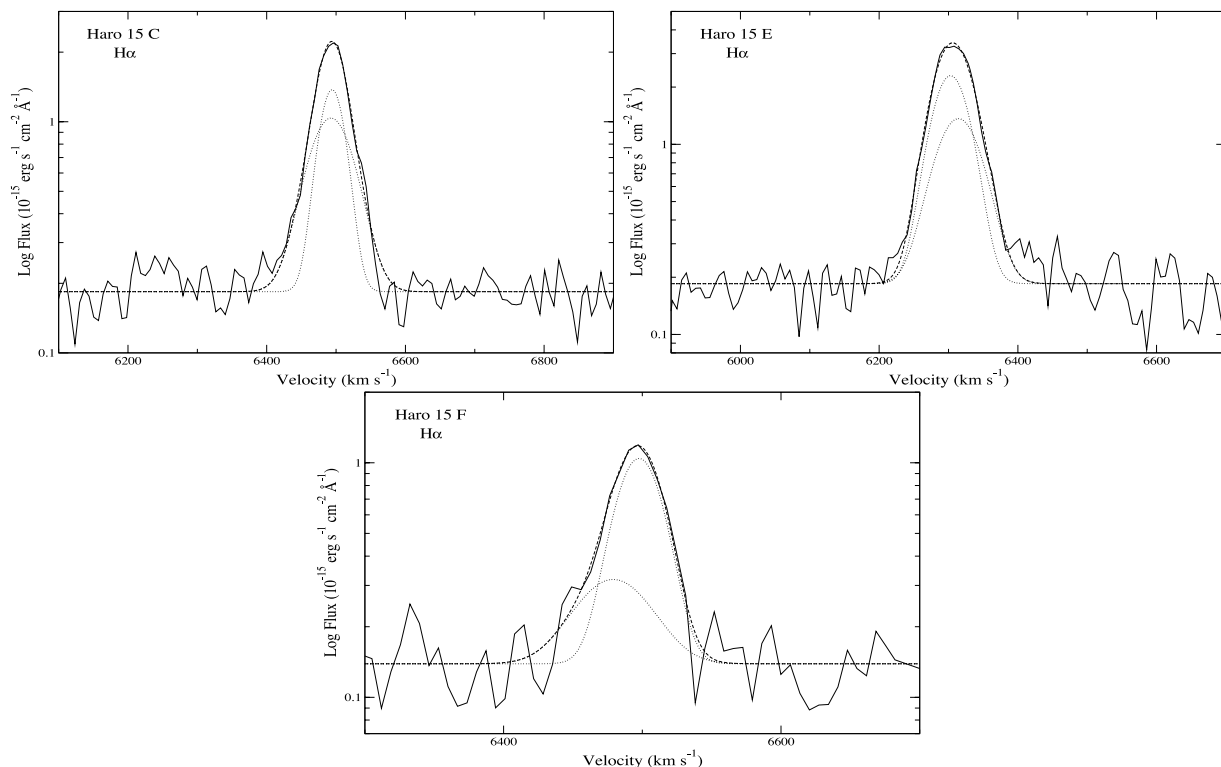 Haro 15 C
Hα
Log Flux (10⁻¹⁵ erg s⁻¹ cm⁻² Å⁻¹)
1
0.1
6200
6400
6600
6800
Velocity (km s⁻¹)
Haro 15 E
Hα
Log Flux (10⁻¹⁵ erg s⁻¹ cm⁻² Å⁻¹)
1
0.1
6000
6200
6400
6600
Velocity (km s⁻¹)
Haro 15 F
Hα
Log Flux (10⁻¹⁵ erg s⁻¹ cm⁻² Å⁻¹)
1
0.1
6400
6600
Velocity (km s⁻¹)